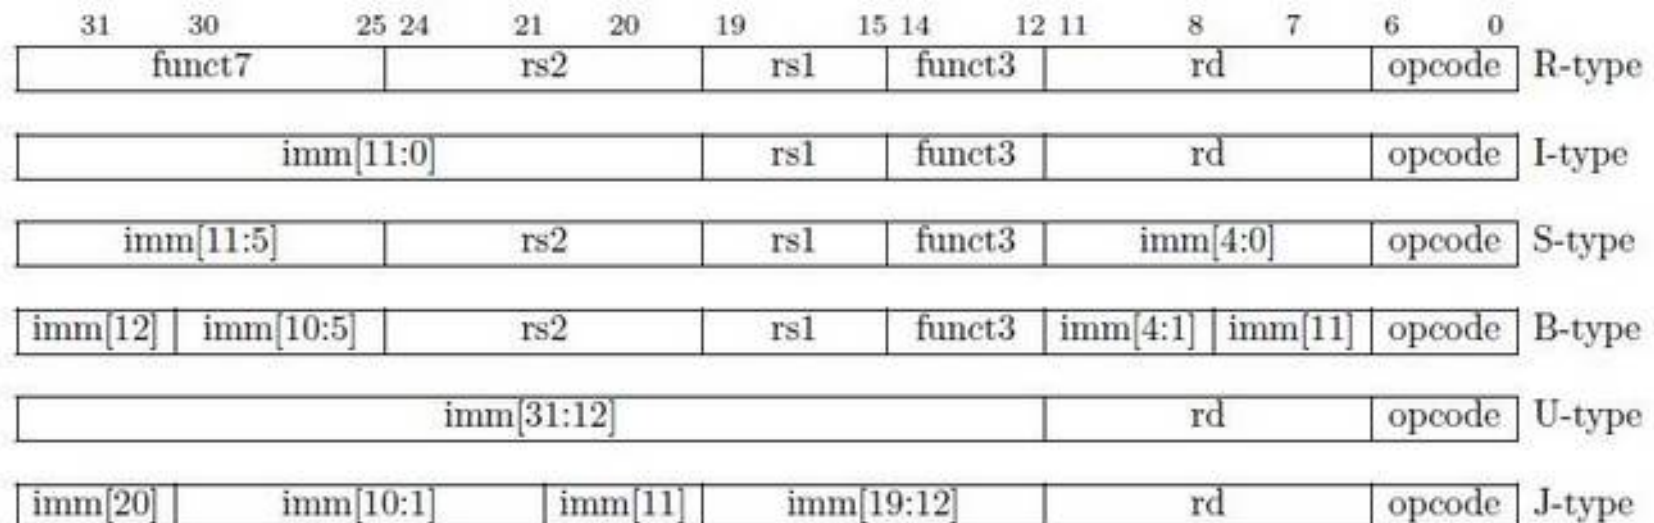 31 30 25 24 21 20 19 15 14 12 11 8 7 6 0
funct7 rs2 rs1 funct3 rd opcode R-type
imm[11:0] rs1 funct3 rd opcode I-type
imm[11:5] rs2 rs1 funct3 imm[4:0] opcode S-type
imm[12] imm[10:5] rs2 rs1 funct3 imm[4:1] imm[11] opcode B-type
imm[31:12] rd opcode U-type
imm[20] imm[10:1] imm[11] imm[19:12] rd opcode J-type